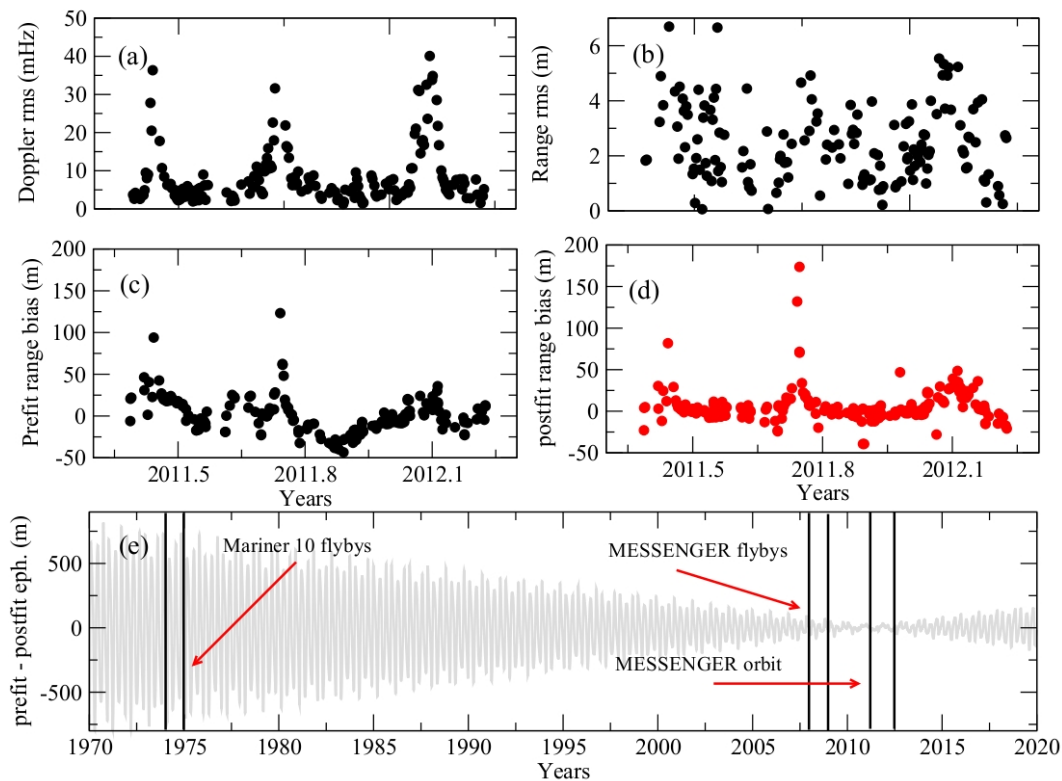 50
40
30
20
10
0
Doppler rms (mHz)
(a)
6
4
2
0
Range rms (m)
(b)
200
150
100
50
0
-50
Prefit range bias (m)
(c)
2011.5 2011.8 2012.1
Years
200
150
100
50
0
-50
postfit range bias (m)
(d)
2011.5 2011.8 2012.1
Years
500
0
-500
prefit - postfit eph. (m)
(e)
Mariner 10 flybys
MESSENGER flybys
MESSENGER orbit
1970 1975 1980 1985 1990 1995 2000 2005 2010 2015 2020
Years